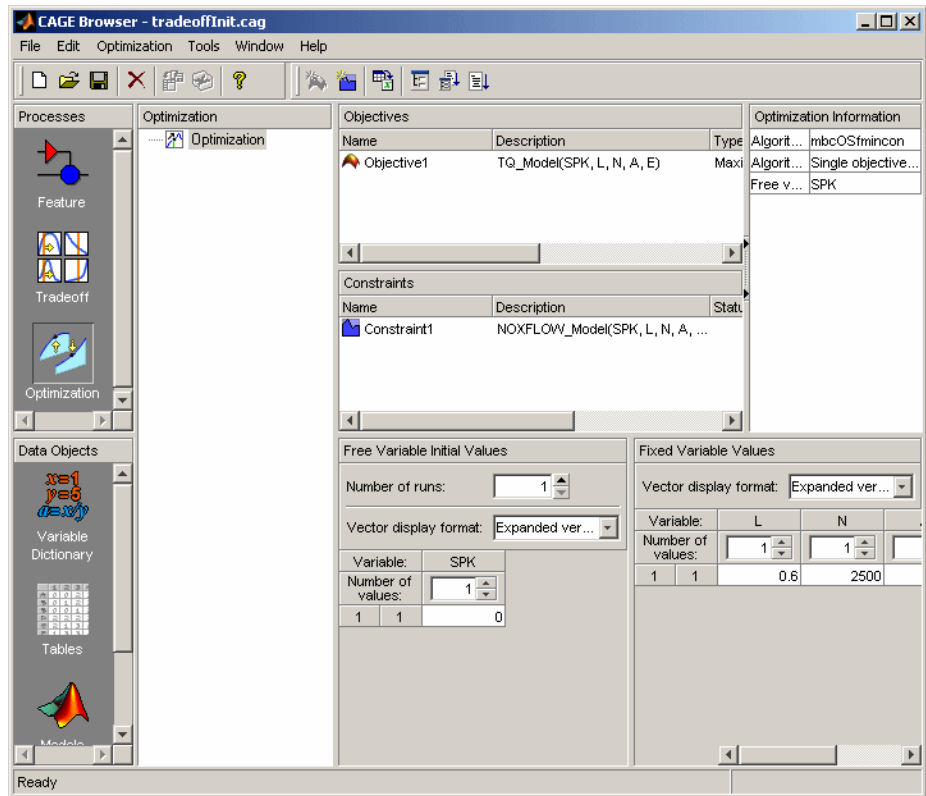 CAGE Browser - tradeoffInit.cag
File Edit Optimization Tools Window Help
Processes
Feature
Tradeoff
Optimization
Data Objects
x=1
y=5
a=x/y
Variable
Dictionary
Tables
Optimization
Optimization
Objectives
Name Description Type
Objective1 TQ_Model(SPK, L, N, A, E) Maxi
Constraints
Name Description Statu
Constraint1 NOXFLOW_Model(SPK, L, N, A, ...
Optimization Information
Algorit... mbcOSfmincon
Algorit... Single objective...
Free v... SPK
Free Variable Initial Values
Number of runs: 1
Vector display format: Expanded ver...
Variable: SPK
Number of values: 1
1 1 0
Fixed Variable Values
Vector display format: Expanded ver...
Variable: L N
Number of values: 1 1
1 1 0.6 2500
Ready